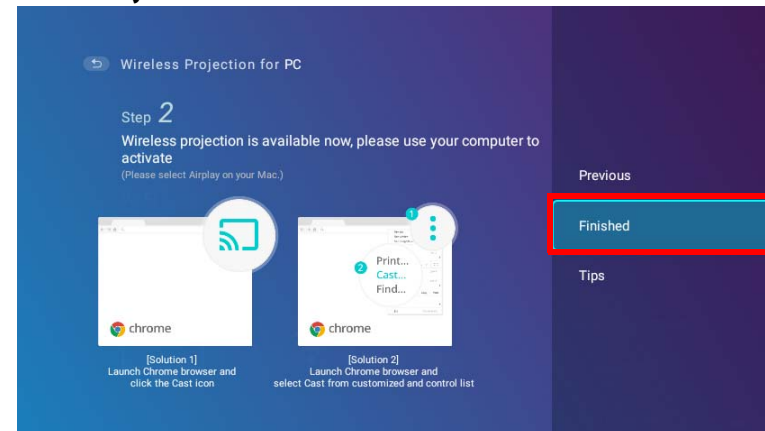 Wireless Projection for PC
Step 2
Wireless projection is available now, please use your computer to
activate
(Please select Airplay on your Mac.)
Previous
Finished
Tips
1
2
Print...
Cast...
Find...
chrome
chrome
[Solution 1]
Launch Chrome browser and
click the Cast icon
[Solution 2]
Launch Chrome browser and
select Cast from customized and control list